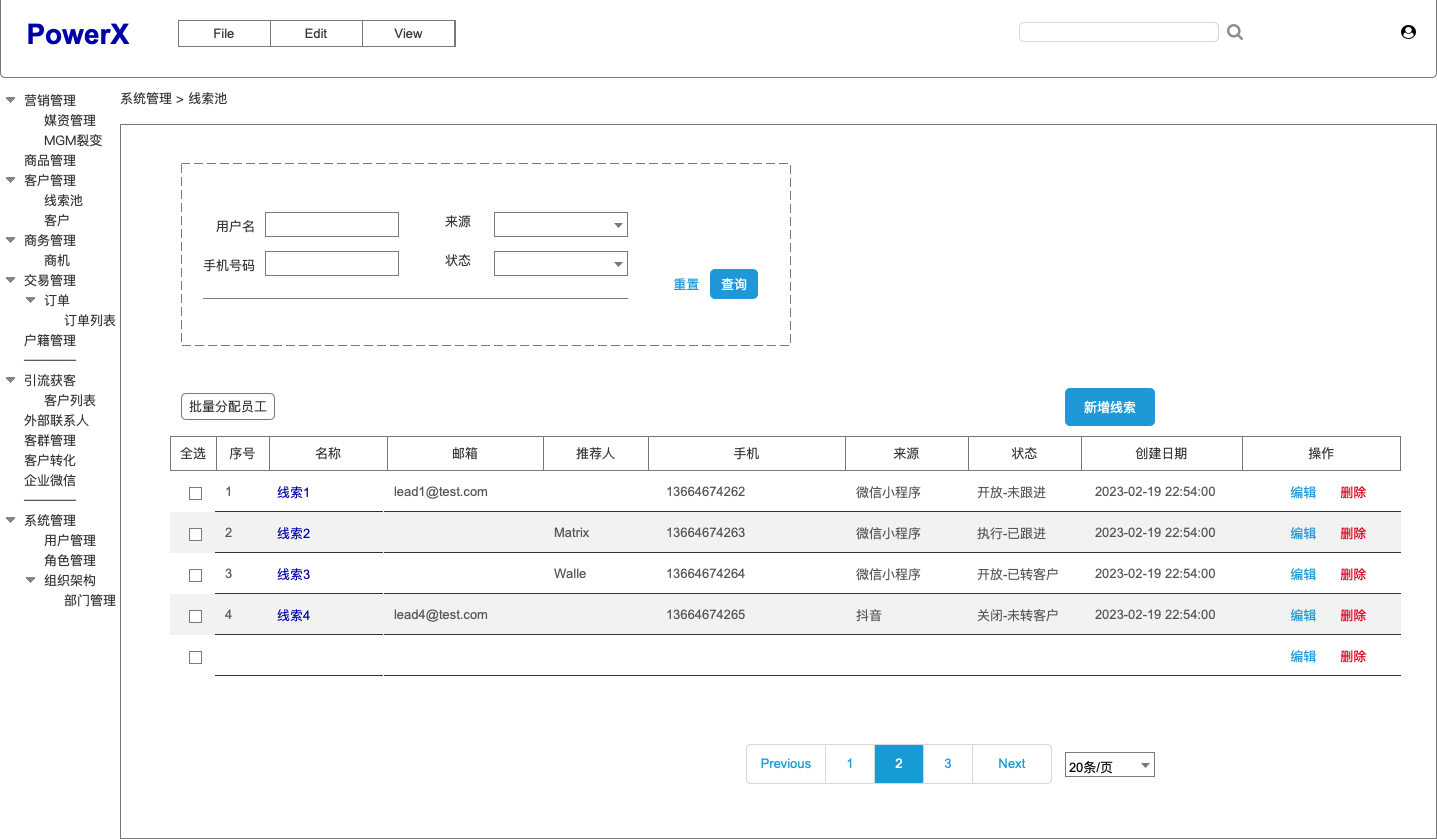 PowerX File Edit View
系统管理 > 线索池
营销管理
媒资管理
MGM裂变
商品管理
客户管理
线索池
客户
商务管理
商机
交易管理
订单
订单列表
户籍管理
引流获客
客户列表
外部联系人
客群管理
客户转化
企业微信
系统管理
用户管理
角色管理
组织架构
部门管理
用户名 来源
手机号码 状态
重置 查询
批量分配员工 新增线索
全选 序号 名称 邮箱 推荐人 手机 来源 状态 创建日期 操作
1 线索1 lead1@test.com 13664674262 微信小程序 开放-未跟进 2023-02-19 22:54:00 编辑 删除
2 线索2 Matrix 13664674263 微信小程序 执行-已跟进 2023-02-19 22:54:00 编辑 删除
3 线索3 Walle 13664674264 微信小程序 开放-已转客户 2023-02-19 22:54:00 编辑 删除
4 线索4 lead4@test.com 13664674265 抖音 关闭-未转客户 2023-02-19 22:54:00 编辑 删除
编辑 删除
Previous 1 2 3 Next 20条/页